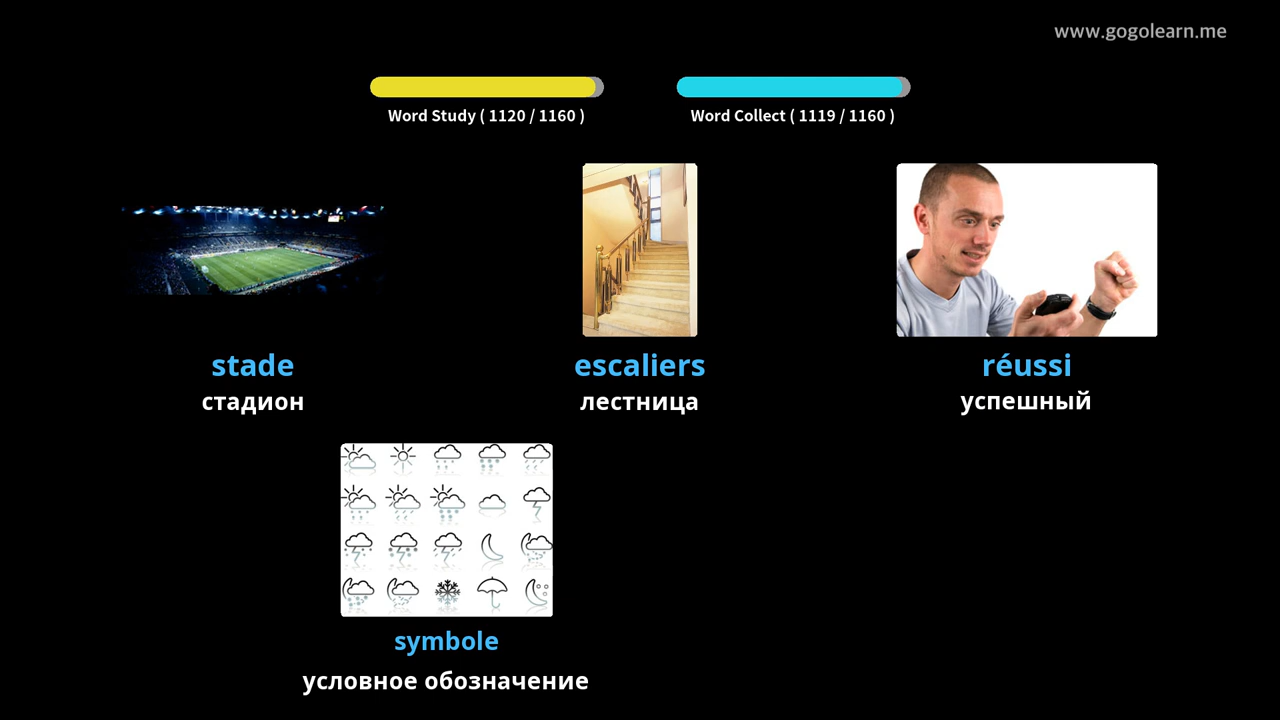 www.gogolearn.me
Word Study ( 1120 / 1160 )
Word Collect ( 1119 / 1160 )
stade
стадион
escaliers
лестница
réussi
успешный
symbole
условное обозначение